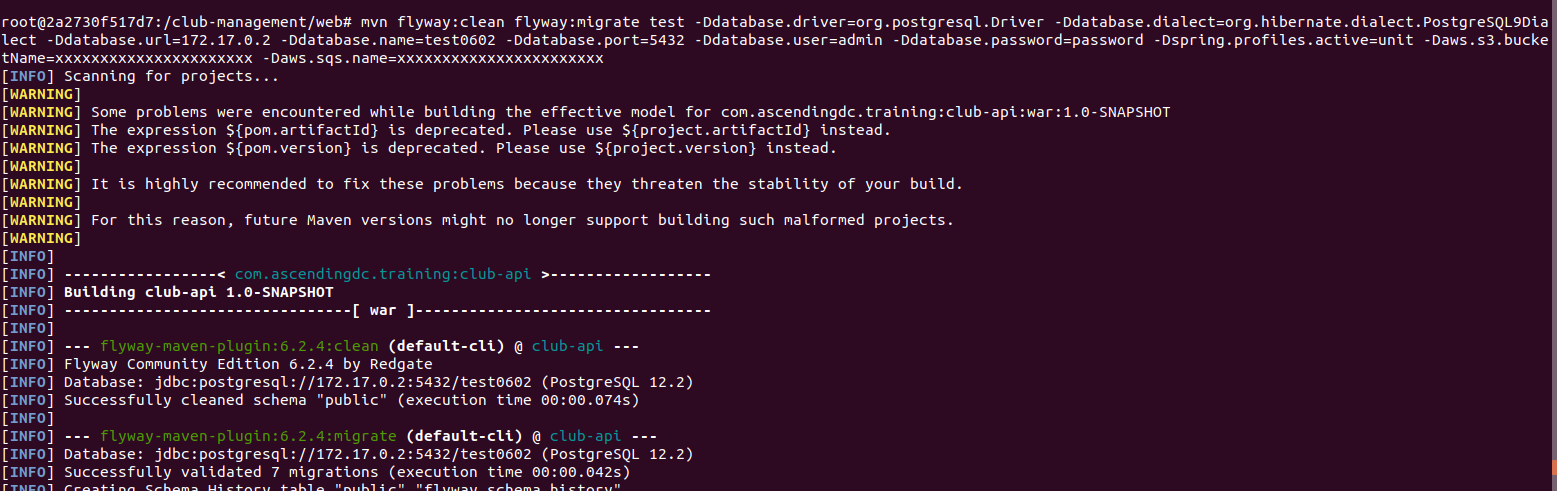 root@2a2730f517d7:/club-management/web# mvn flyway:clean flyway:migrate test -Ddatabase.driver=org.postgresql.Driver -Ddatabase.dialect=org.hibernate.dialect.PostgreSQL9Dia
lect -Ddatabase.url=172.17.0.2 -Ddatabase.name=test0602 -Ddatabase.port=5432 -Ddatabase.user=admin -Ddatabase.password=password -Dspring.profiles.active=unit -Daws.s3.bucke
tName=xxxxxxxxxxxxxxxxxxxxxx -Daws.sqs.name=xxxxxxxxxxxxxxxxxxxxxxx
[INFO] Scanning for projects...
[WARNING]
[WARNING] Some problems were encountered while building the effective model for com.ascendingdc.training:club-api:war:1.0-SNAPSHOT
[WARNING] The expression ${pom.artifactId} is deprecated. Please use ${project.artifactId} instead.
[WARNING] The expression ${pom.version} is deprecated. Please use ${project.version} instead.
[WARNING]
[WARNING] It is highly recommended to fix these problems because they threaten the stability of your build.
[WARNING]
[WARNING] For this reason, future Maven versions might no longer support building such malformed projects.
[WARNING]
[INFO]
[INFO] -----------------< com.ascendingdc.training:club-api >------------------
[INFO] Building club-api 1.0-SNAPSHOT
[INFO] --------------------------------[ war ]---------------------------------
[INFO]
[INFO] --- flyway-maven-plugin:6.2.4:clean (default-cli) @ club-api ---
[INFO] Flyway Community Edition 6.2.4 by Redgate
[INFO] Database: jdbc:postgresql://172.17.0.2:5432/test0602 (PostgreSQL 12.2)
[INFO] Successfully cleaned schema "public" (execution time 00:00.074s)
[INFO]
[INFO] --- flyway-maven-plugin:6.2.4:migrate (default-cli) @ club-api ---
[INFO] Database: jdbc:postgresql://172.17.0.2:5432/test0602 (PostgreSQL 12.2)
[INFO] Successfully validated 7 migrations (execution time 00:00.042s)
[INFO] Creating Schema History table "public"."flyway_schema_history"